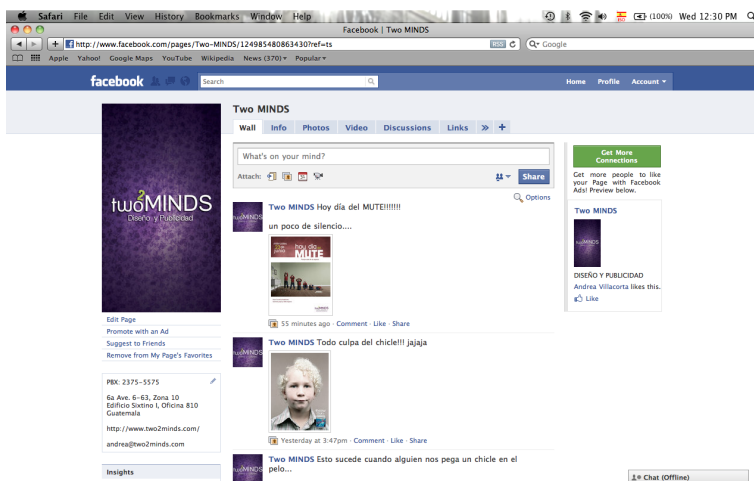 Safari File Edit View History Bookmarks Window Help
(100%) Wed 12:30 PM
Facebook | Two MINDS
http://www.facebook.com/pages/Two-MINDS/124985480863430?ref=ts
RSS
Google
Apple Yahoo! Google Maps YouTube Wikipedia News (370) Popular
facebook
Search
Home Profile Account
two2MINDS
Diseño y Publicidad
Edit Page
Promote with an Ad
Suggest to Friends
Remove from My Page's Favorites
PBX: 2375-5575
6a Ave. 6-63, Zona 10
Edificio Sixtino I, Oficina 810
Guatemala
http://www.two2minds.com/
andrea@two2minds.com
Insights
Two MINDS
Wall Info Photos Video Discussions Links »  +
What's on your mind?
Attach:
31
Share
Options
Two MINDS Hoy día del MUTE!!!!!!!
un poco de silencio....
hoy día
MUTE
55 minutes ago · Comment · Like · Share
Two MINDS Todo culpa del chicle!!! jajaja
Yesterday at 3:47pm · Comment · Like · Share
Two MINDS Esto sucede cuando alguien nos pega un chicle en el
pelo...
Get More
Connections
Get more people to like
your Page with Facebook
Ads! Preview below.
Two MINDS
two2MINDS
DISEÑO Y PUBLICIDAD
Andrea Villacorta likes this.
Like
Chat (Offline)